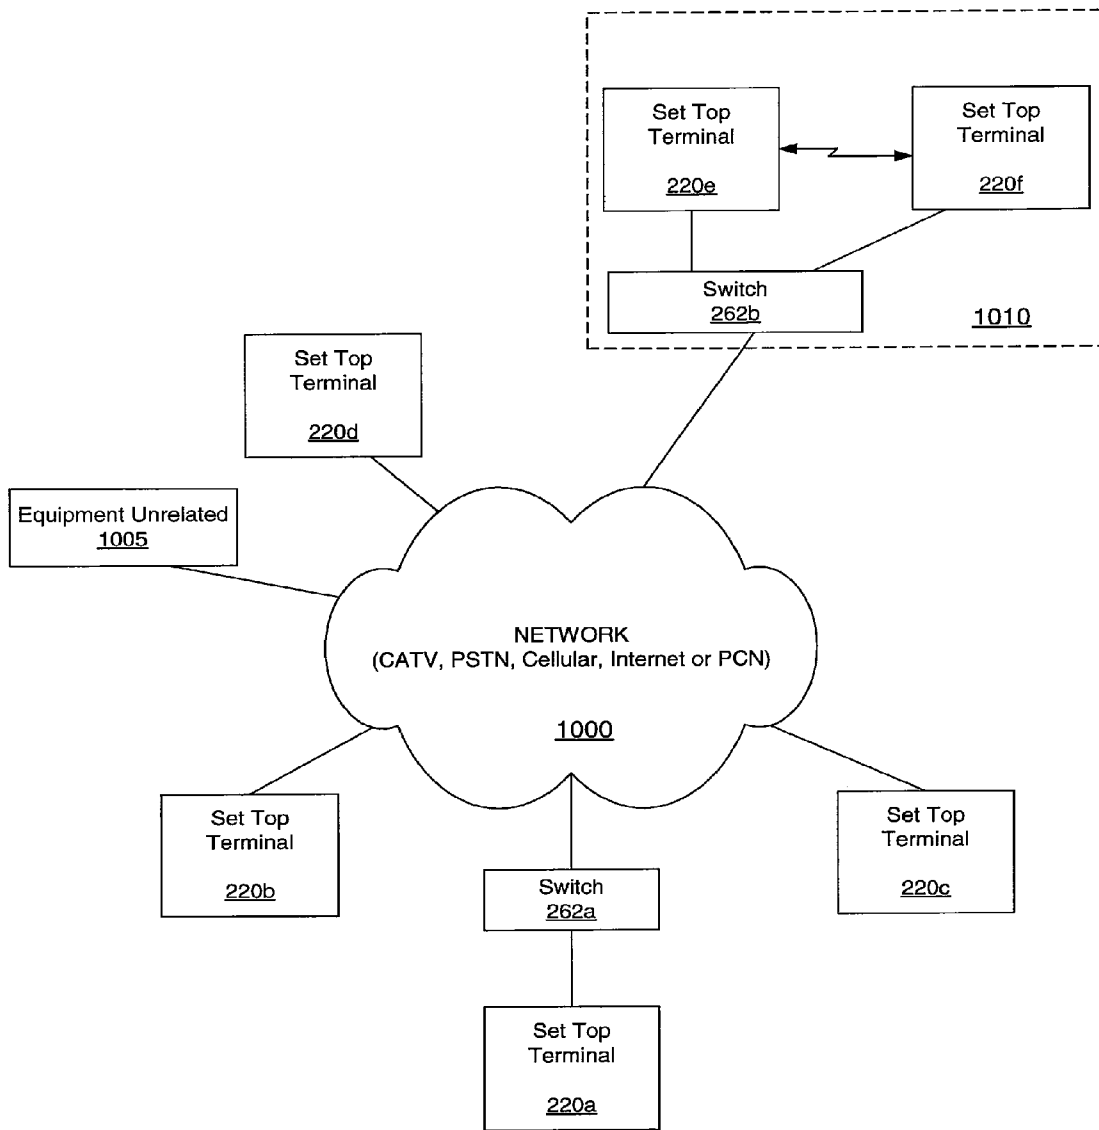 Set Top
Terminal
220e
Set Top
Terminal
220f
Switch
262b
1010
Set Top
Terminal
220d
Equipment Unrelated
1005
NETWORK
(CATV, PSTN, Cellular, Internet or PCN)
1000
Set Top
Terminal
220b
Switch
262a
Set Top
Terminal
220c
Set Top
Terminal
220a